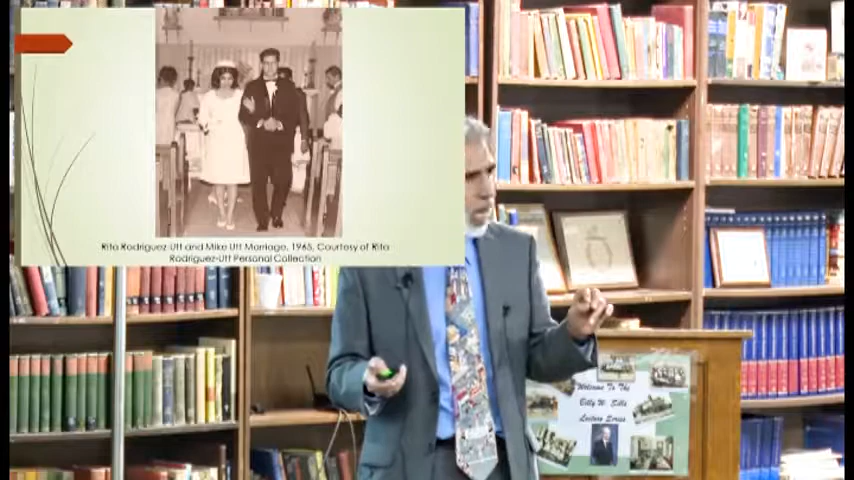 Rita Rodriguez-Utt and Mike Utt Marriage, 1965, Courtesy of Rita
Rodriguez-Utt Personal Collection
Welcome To The
Billy W. Sills
Lecture Series